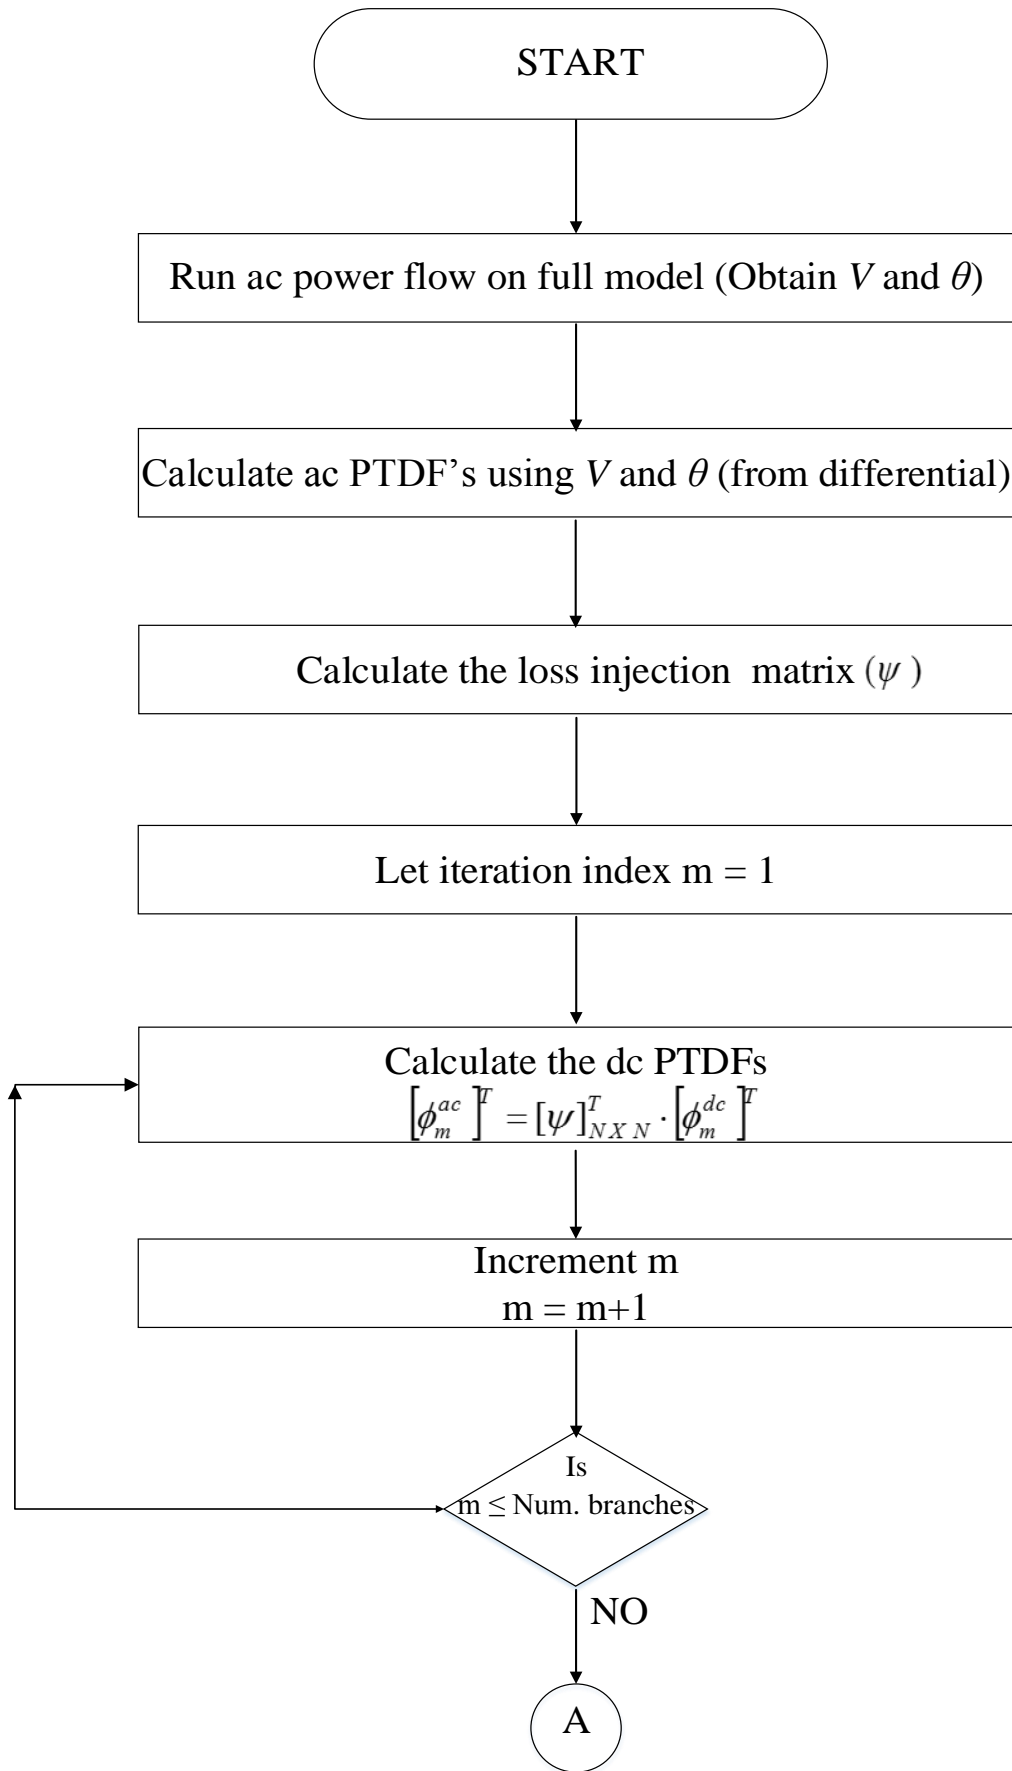 START
Run ac power flow on full model (Obtain V and θ)
Calculate ac PTDF’s using V and θ (from differential)
Calculate the loss injection matrix (ψ )
Let iteration index m = 1
Calculate the dc PTDFs
[ϕ_m^{ac}]^T = [ψ]_{N X N}^T · [ϕ_m^{dc}]^T
Increment m
m = m+1
Is
m ≤ Num. branches
NO
A